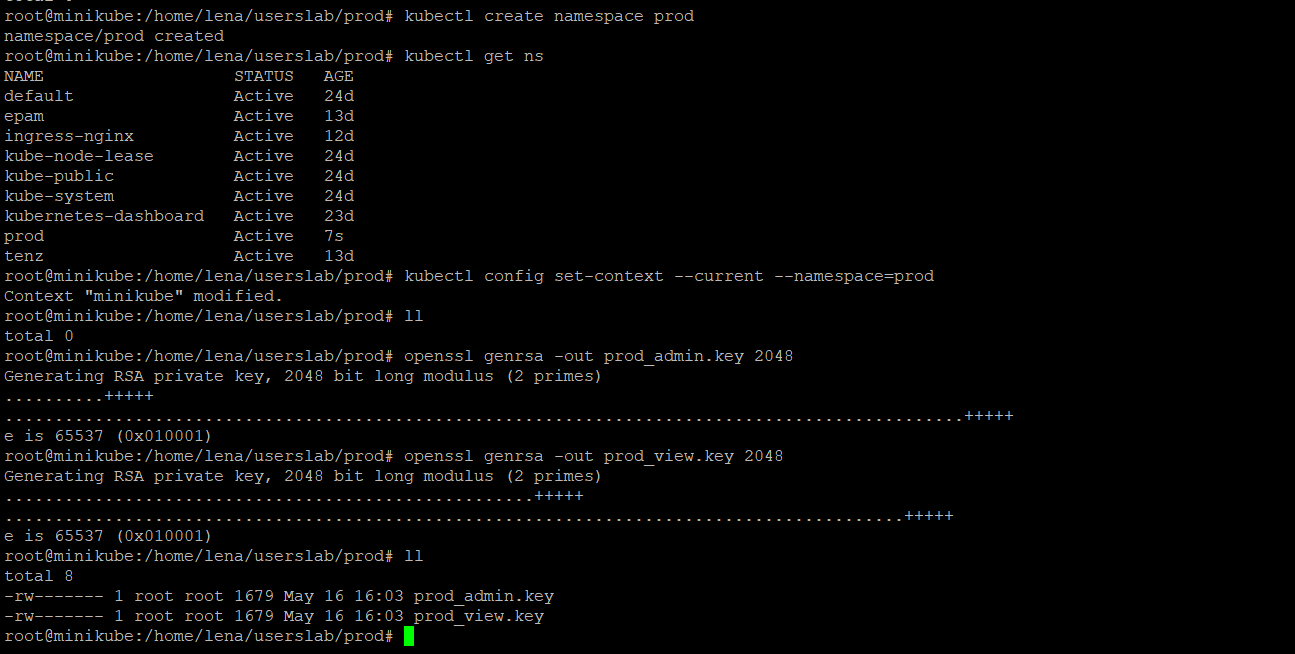 root@minikube:/home/lena/userslab/prod# kubectl create namespace prod
namespace/prod created
root@minikube:/home/lena/userslab/prod# kubectl get ns
NAME                   STATUS   AGE
default                Active   24d
epam                   Active   13d
ingress-nginx          Active   12d
kube-node-lease        Active   24d
kube-public            Active   24d
kube-system            Active   24d
kubernetes-dashboard   Active   23d
prod                   Active   7s
tenz                   Active   13d
root@minikube:/home/lena/userslab/prod# kubectl config set-context --current --namespace=prod
Context "minikube" modified.
root@minikube:/home/lena/userslab/prod# ll
total 0
root@minikube:/home/lena/userslab/prod# openssl genrsa -out prod_admin.key 2048
Generating RSA private key, 2048 bit long modulus (2 primes)
..........+++++
................................................................................................+++++
e is 65537 (0x010001)
root@minikube:/home/lena/userslab/prod# openssl genrsa -out prod_view.key 2048
Generating RSA private key, 2048 bit long modulus (2 primes)
.....................................................+++++
..........................................................................................+++++
e is 65537 (0x010001)
root@minikube:/home/lena/userslab/prod# ll
total 8
-rw------- 1 root root 1679 May 16 16:03 prod_admin.key
-rw------- 1 root root 1679 May 16 16:03 prod_view.key
root@minikube:/home/lena/userslab/prod#